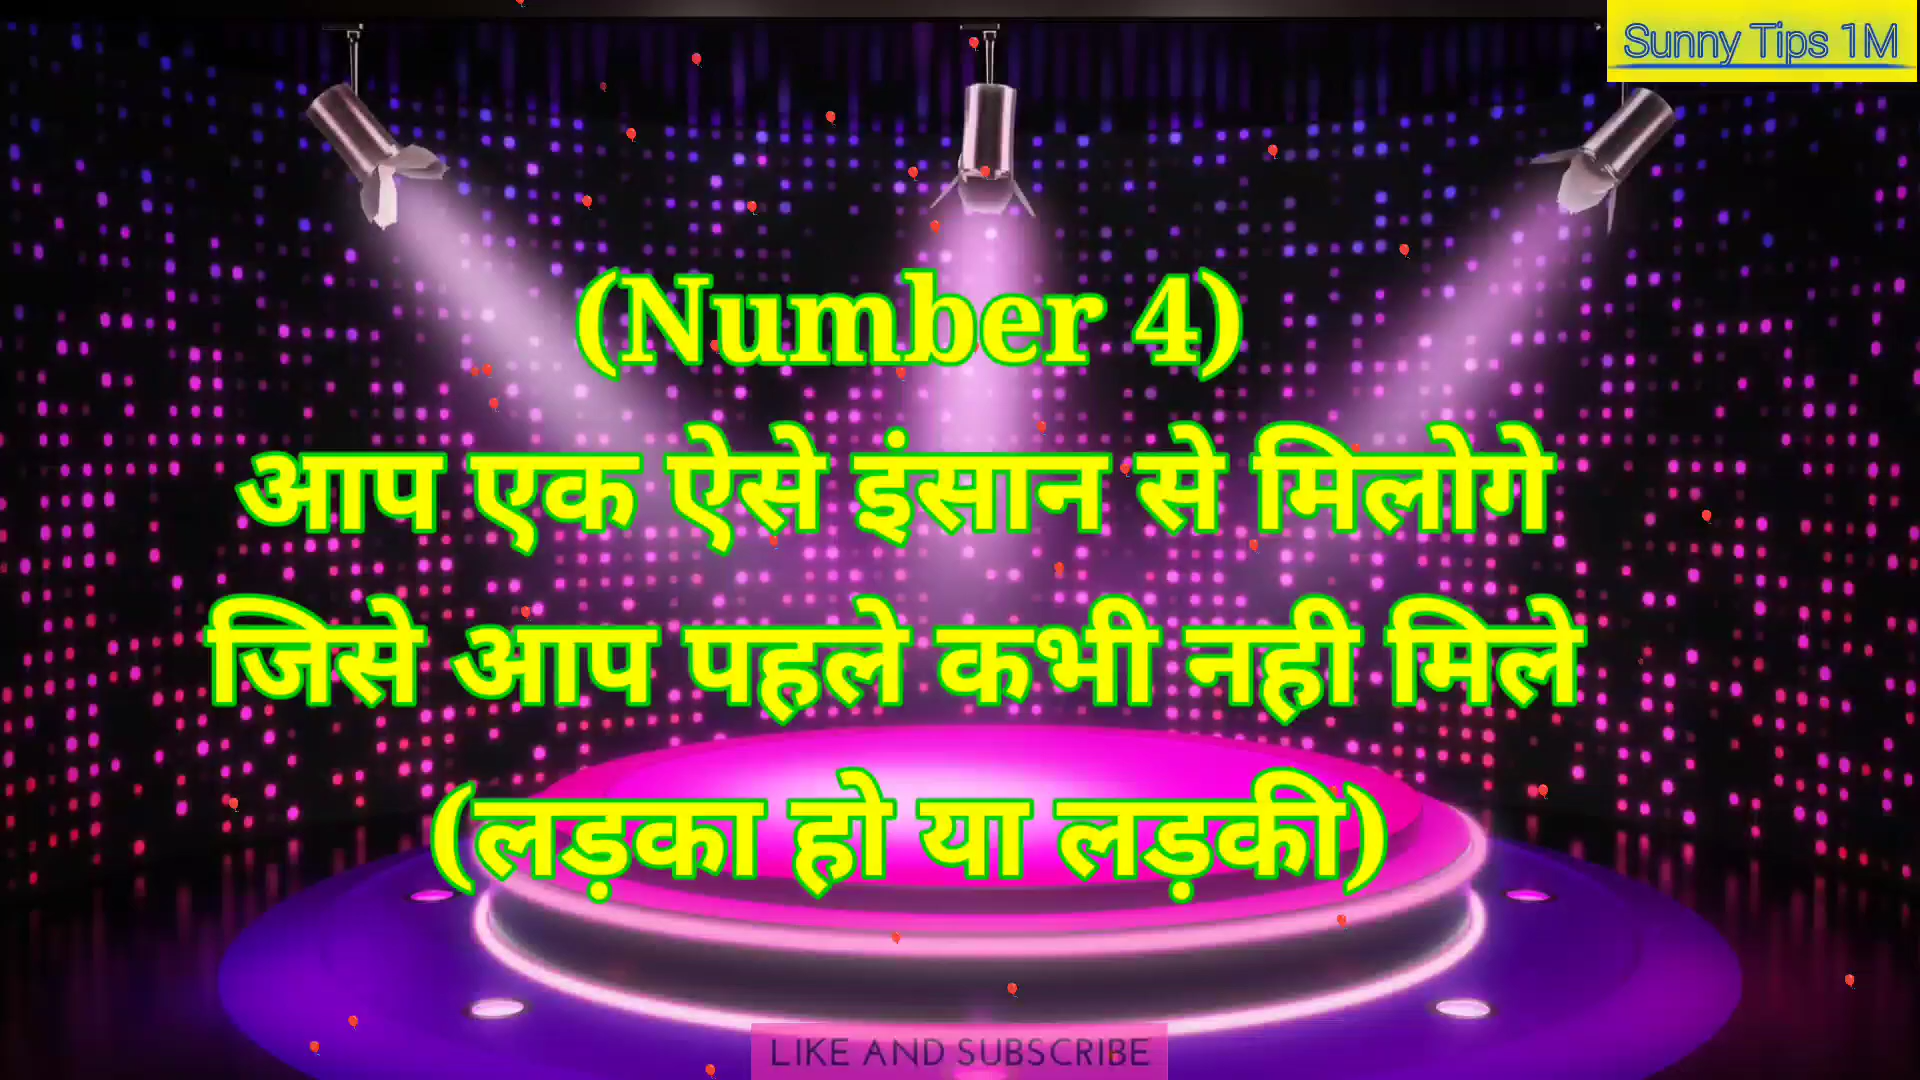 Sunny Tips 1M
(Number 4)
आप एक ऐसे इंसान से मिलोगे
जिसे आप पहले कभी नही मिले
(लड़का हो या लड़की)
LIKE AND SUBSCRIBE